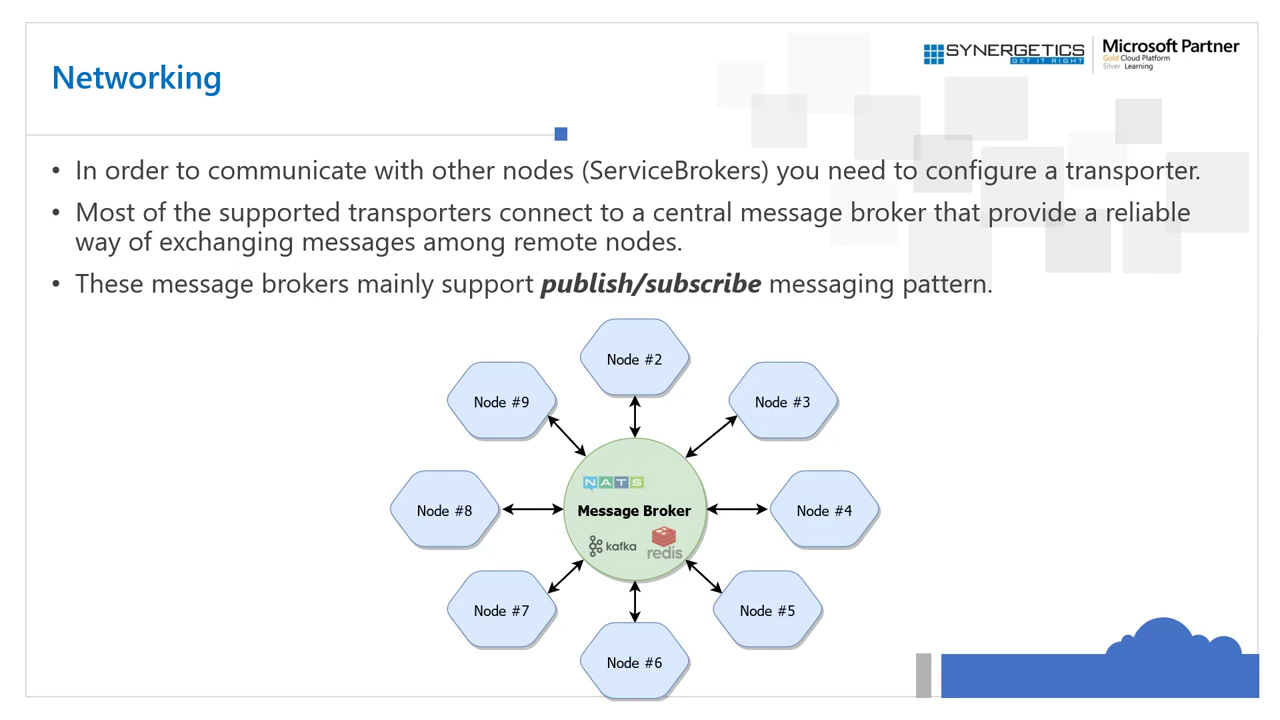 Networking
SYNERGETICS
GET IT RIGHT
Microsoft Partner
Gold Cloud Platform
Silver Learning
• In order to communicate with other nodes (ServiceBrokers) you need to configure a transporter.
• Most of the supported transporters connect to a central message broker that provide a reliable
way of exchanging messages among remote nodes.
• These message brokers mainly support publish/subscribe messaging pattern.
Node #2
Node #9
Node #3
NATS
Node #8
Message Broker
Node #4
kafka
redis
Node #7
Node #5
Node #6